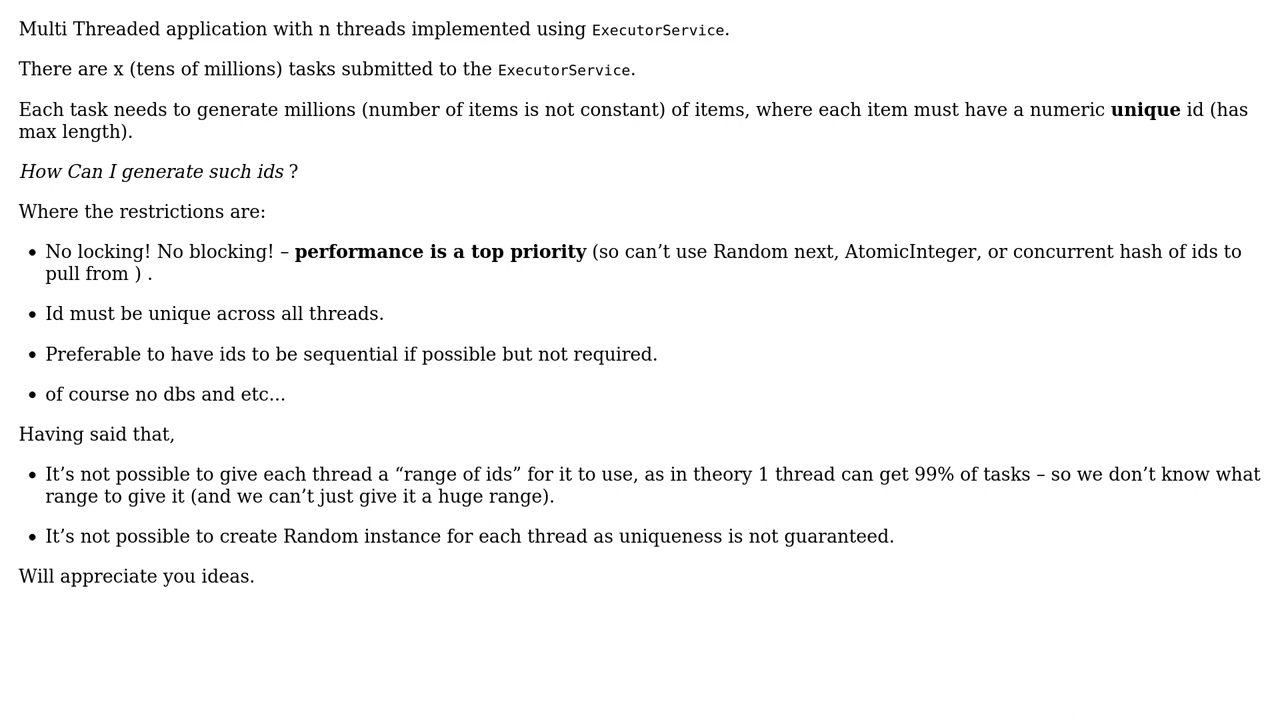 Multi Threaded application with n threads implemented using ExecutorService.
There are x (tens of millions) tasks submitted to the ExecutorService.
Each task needs to generate millions (number of items is not constant) of items, where each item must have a numeric unique id (has
max length).
How Can I generate such ids ?
Where the restrictions are:
• No locking! No blocking! – performance is a top priority (so can’t use Random next, AtomicInteger, or concurrent hash of ids to
pull from ) .
• Id must be unique across all threads.
• Preferable to have ids to be sequential if possible but not required.
• of course no dbs and etc...
Having said that,
• It’s not possible to give each thread a “range of ids” for it to use, as in theory 1 thread can get 99% of tasks – so we don’t know what
range to give it (and we can’t just give it a huge range).
• It’s not possible to create Random instance for each thread as uniqueness is not guaranteed.
Will appreciate you ideas.